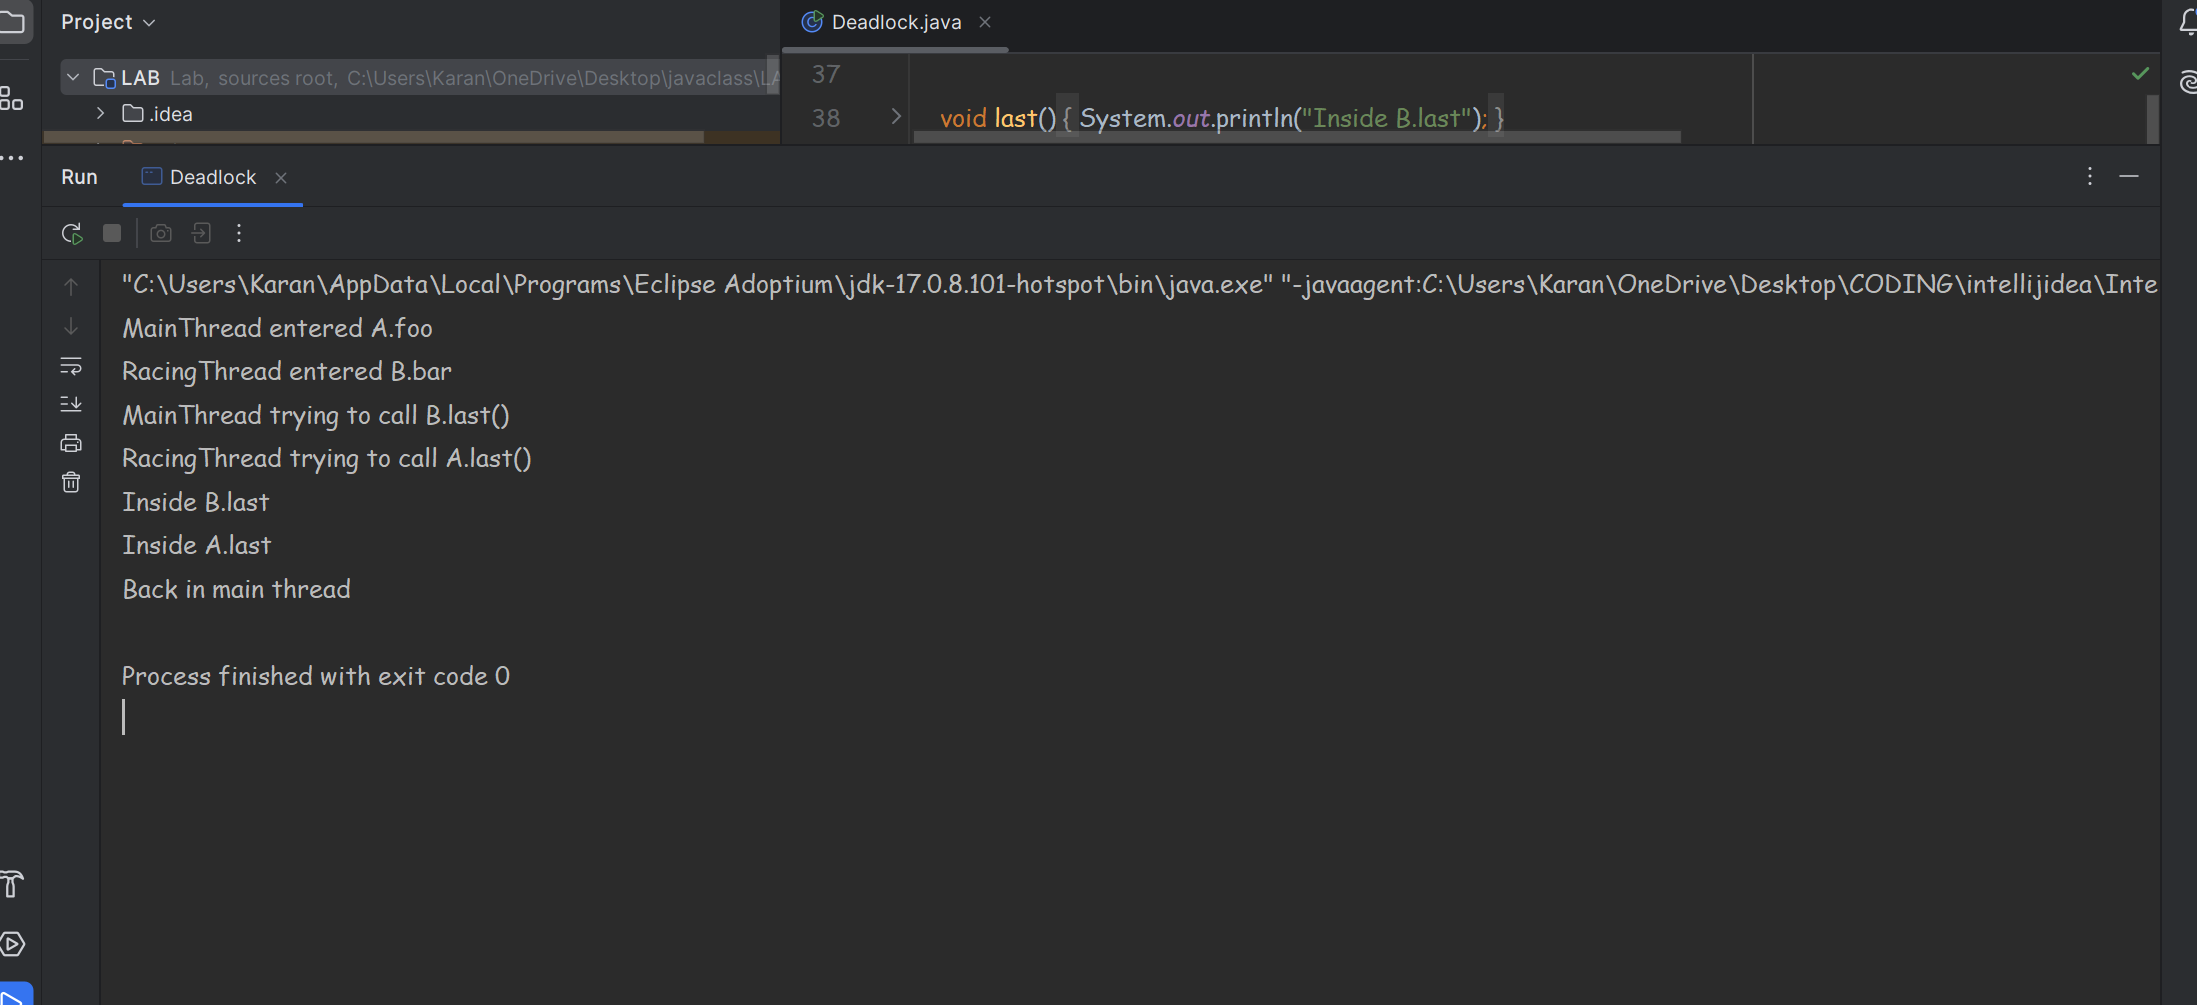 Project
Deadlock.java
LAB Lab, sources root, C:\Users\Karan\OneDrive\Desktop\javaclass\LA
.idea
37
38 void last() { System.out.println("Inside B.last"); }
Run Deadlock
"C:\Users\Karan\AppData\Local\Programs\Eclipse Adoptium\jdk-17.0.8.101-hotspot\bin\java.exe" "-javaagent:C:\Users\Karan\OneDrive\Desktop\CODING\intellijidea\Inte
MainThread entered A.foo
RacingThread entered B.bar
MainThread trying to call B.last()
RacingThread trying to call A.last()
Inside B.last
Inside A.last
Back in main thread
Process finished with exit code 0